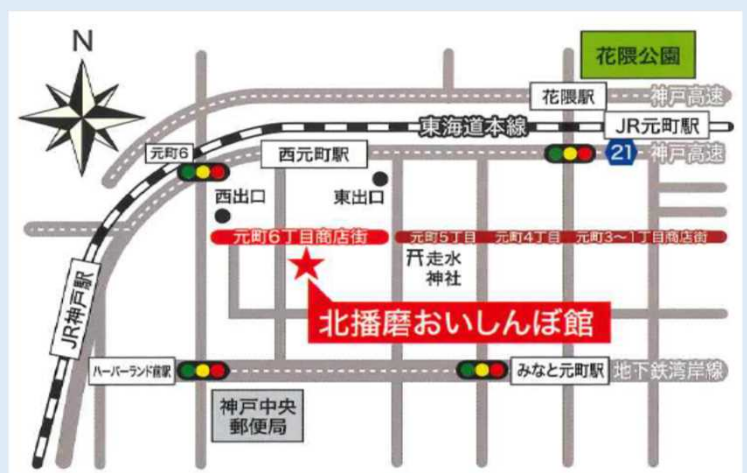 N
花隈公園
花隈駅
神戸高速
東海道本線
JR元町駅
元町6
西元町駅
21
神戸高速
西出口
東出口
元町6丁目商店街
元町5丁目
元町4丁目
元町3〜1丁目商店街
走水
神社
JR神戸駅
北播磨おいしんぼ館
ハーバーランド前駅
みなと元町駅
地下鉄湾岸線
神戸中央
郵便局